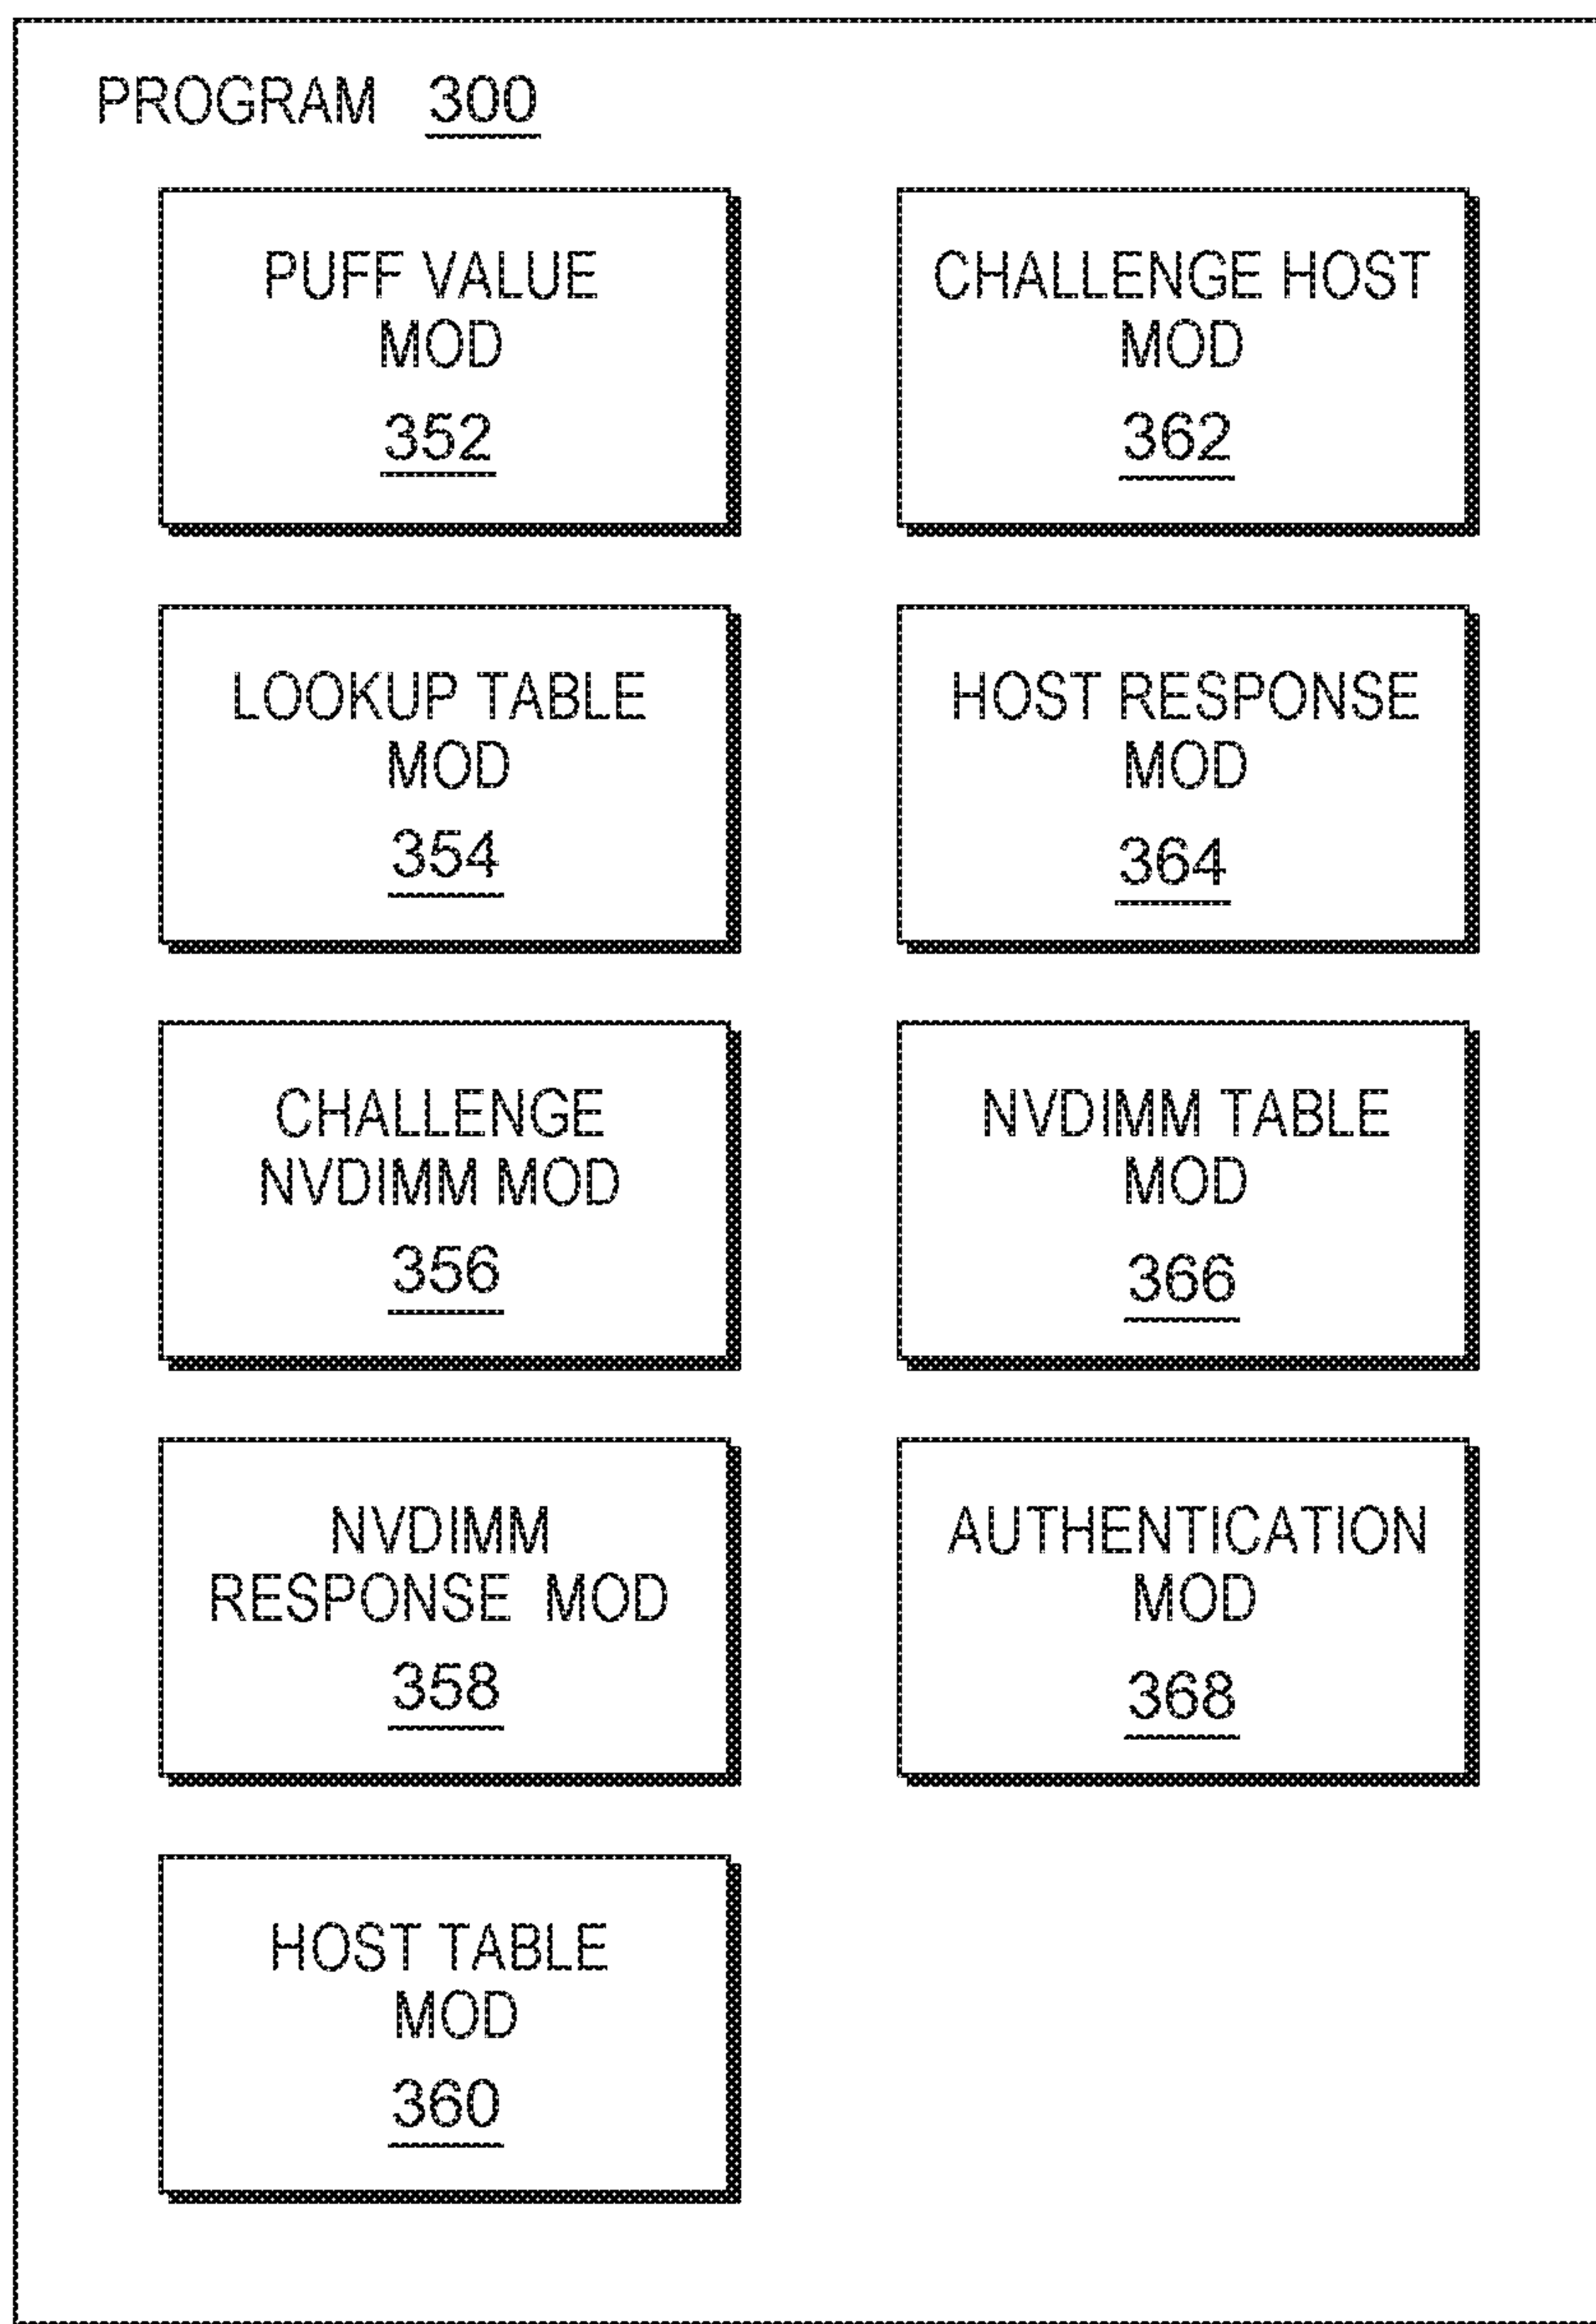 PROGRAM 300
PUFF VALUE
MOD
352
LOOKUP TABLE
MOD
354
CHALLENGE
NVDIMM MOD
356
NVDIMM
RESPONSE MOD
358
HOST TABLE
MOD
360
CHALLENGE HOST
MOD
362
HOST RESPONSE
MOD
364
NVDIMM TABLE
MOD
366
AUTHENTICATION
MOD
368